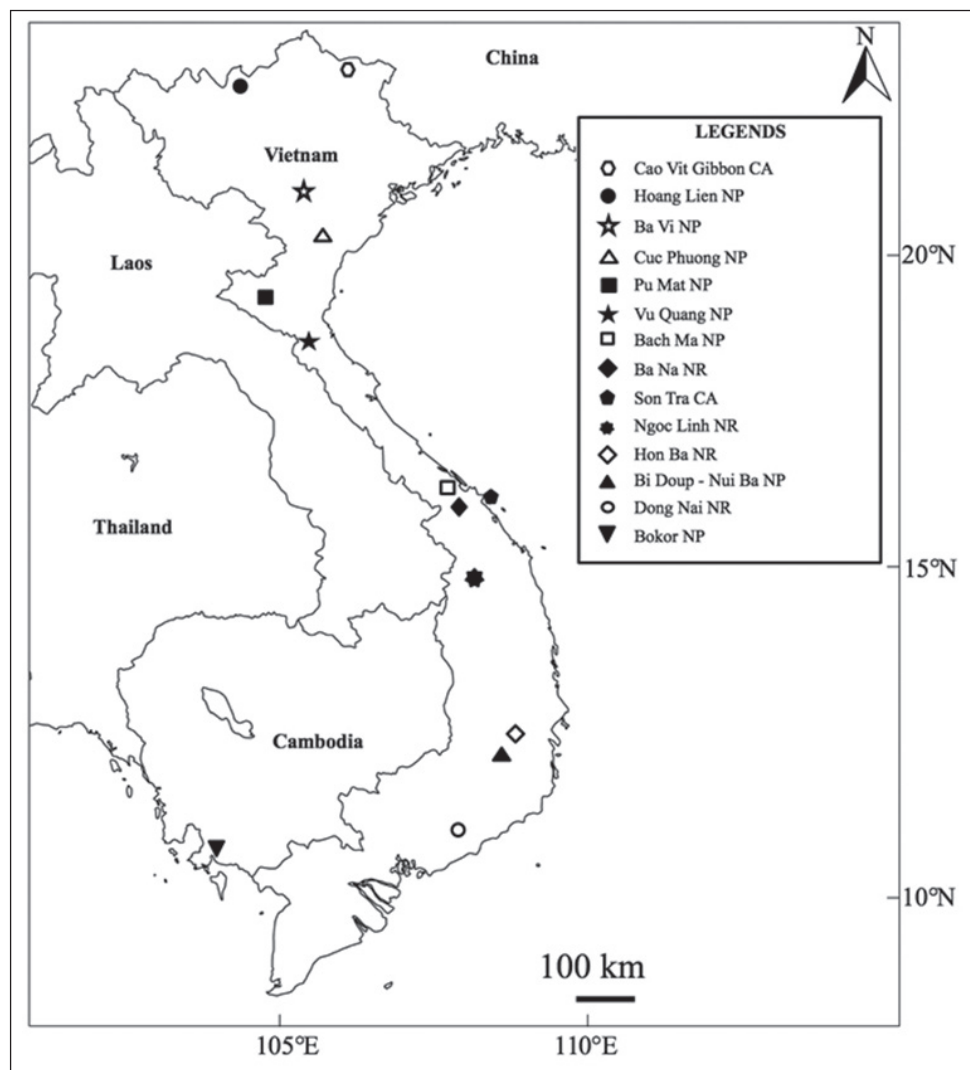 China
N
LEGENDS
Cao Vit Gibbon CA
Hoang Lien NP
Ba Vi NP
Cuc Phuong NP
Pu Mat NP
Vu Quang NP
Bach Ma NP
Ba Na NR
Son Tra CA
Ngoc Linh NR
Hon Ba NR
Bi Doup - Nui Ba NP
Dong Nai NR
Bokor NP
Vietnam
Laos
Thailand
Cambodia
20°N
15°N
10°N
100 km
105°E
110°E